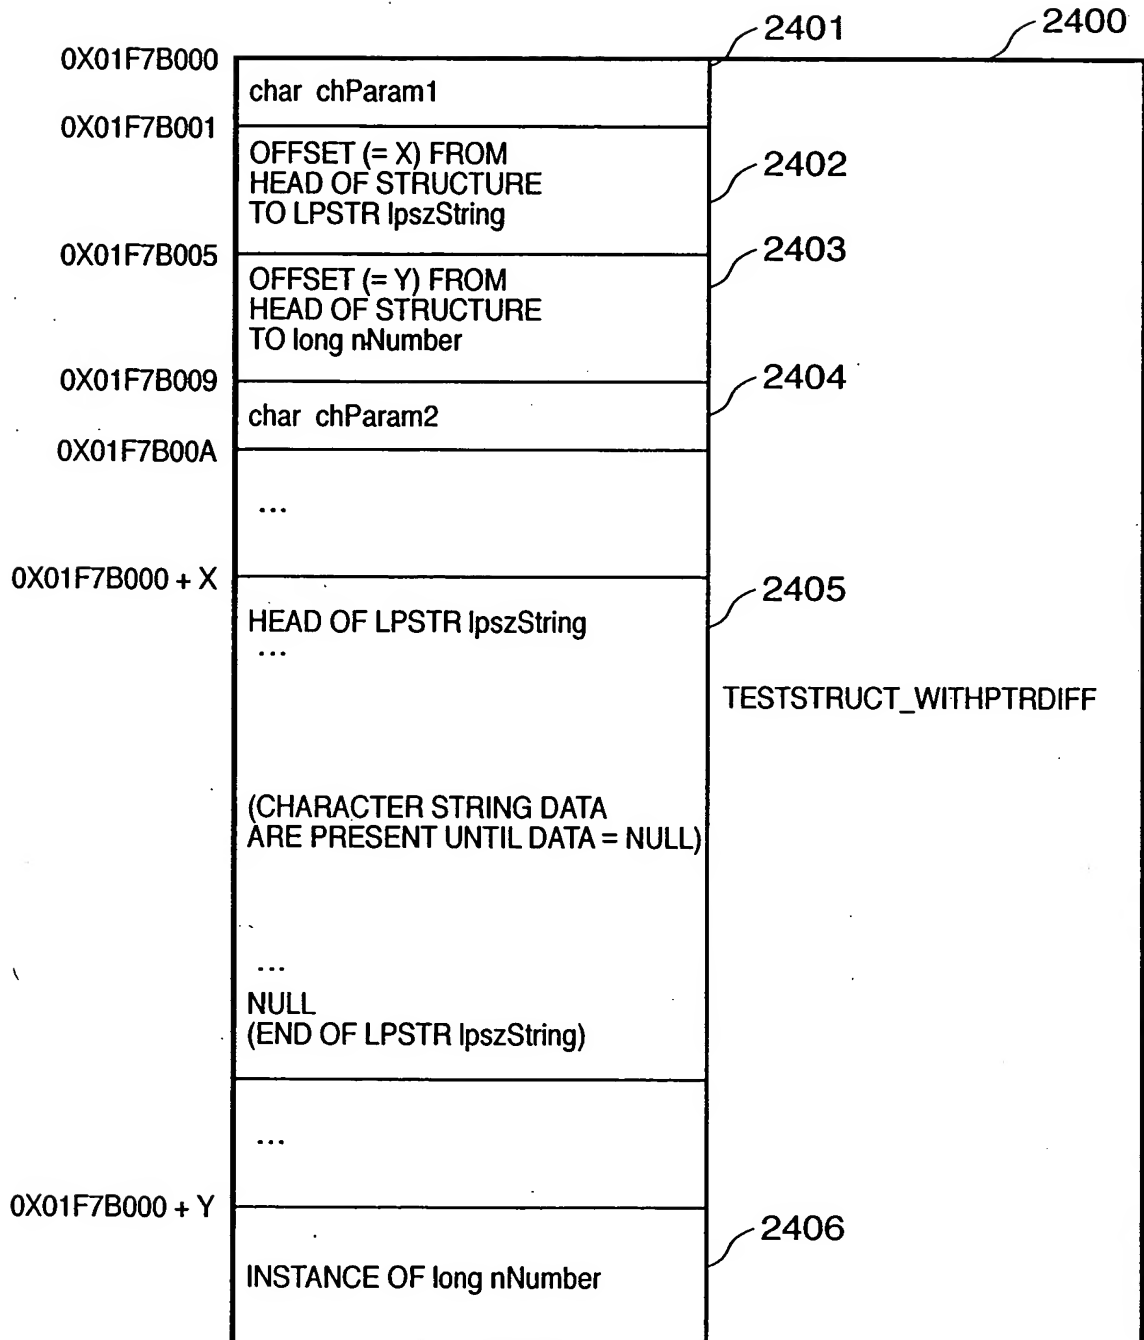 2401
2400
0X01F7B000
char chParam1
0X01F7B001
OFFSET (= X) FROM
HEAD OF STRUCTURE
TO LPSTR lpszString
2402
0X01F7B005
2403
OFFSET (= Y) FROM
HEAD OF STRUCTURE
TO long nNumber
0X01F7B009
2404
char chParam2
0X01F7B00A
...
0X01F7B000 + X
2405
HEAD OF LPSTR lpszString
...
TESTSTRUCT_WITHPTRDIFF
(CHARACTER STRING DATA
ARE PRESENT UNTIL DATA = NULL)
...
NULL
(END OF LPSTR lpszString)
...
0X01F7B000 + Y
2406
INSTANCE OF long nNumber